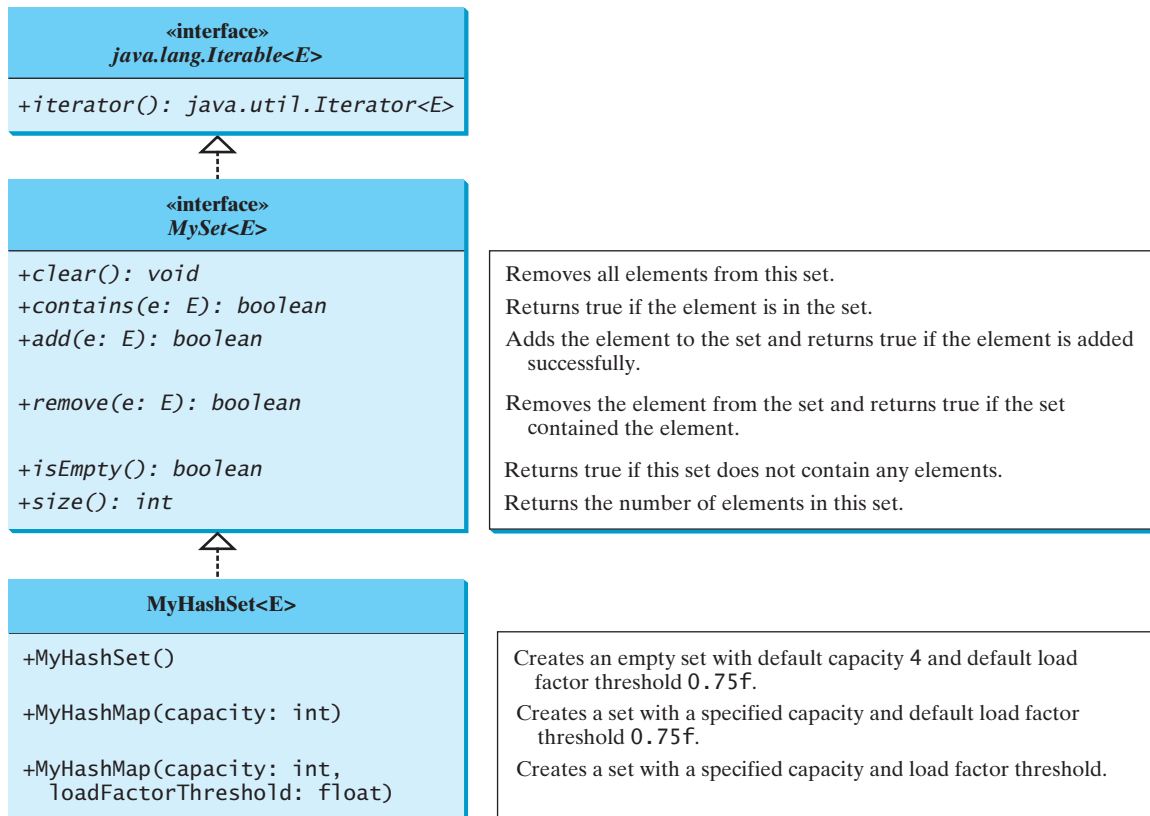 «interface»
java.lang.Iterable<E>
+iterator(): java.util.Iterator<E>
«interface»
MySet<E>
+clear(): void
Removes all elements from this set.
+contains(e: E): boolean
Returns true if the element is in the set.
+add(e: E): boolean
Adds the element to the set and returns true if the element is added
successfully.
+remove(e: E): boolean
Removes the element from the set and returns true if the set
contained the element.
+isEmpty(): boolean
Returns true if this set does not contain any elements.
+size(): int
Returns the number of elements in this set.
MyHashSet<E>
+MyHashSet()
Creates an empty set with default capacity 4 and default load
factor threshold 0.75f.
+MyHashMap(capacity: int)
Creates a set with a specified capacity and default load factor
threshold 0.75f.
+MyHashMap(capacity: int,
loadFactorThreshold: float)
Creates a set with a specified capacity and load factor threshold.